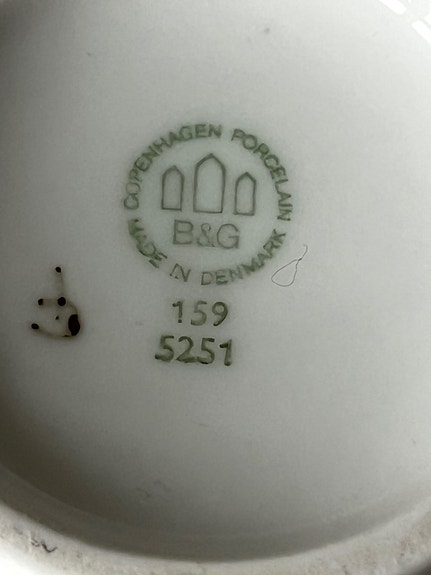 COPENHAGEN PORCELAIN
B&G
MADE IN DENMARK
159
5251